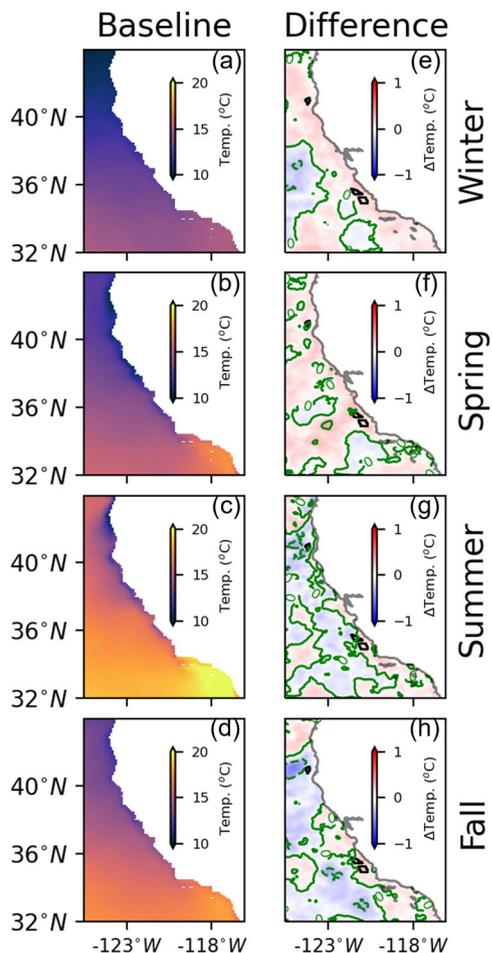 Baseline Difference
(a) (e)
20 1
40°N 15 Temp. (°C) 0 ΔTemp. (°C)
10 -1
36°N
32°N
Winter
(b) (f)
20 1
40°N 15 Temp. (°C) 0 ΔTemp. (°C)
10 -1
36°N
32°N
Spring
(c) (g)
20 1
40°N 15 Temp. (°C) 0 ΔTemp. (°C)
10 -1
36°N
32°N
Summer
(d) (h)
20 1
40°N 15 Temp. (°C) 0 ΔTemp. (°C)
10 -1
36°N
32°N
Fall
-123°W -118°W -123°W -118°W